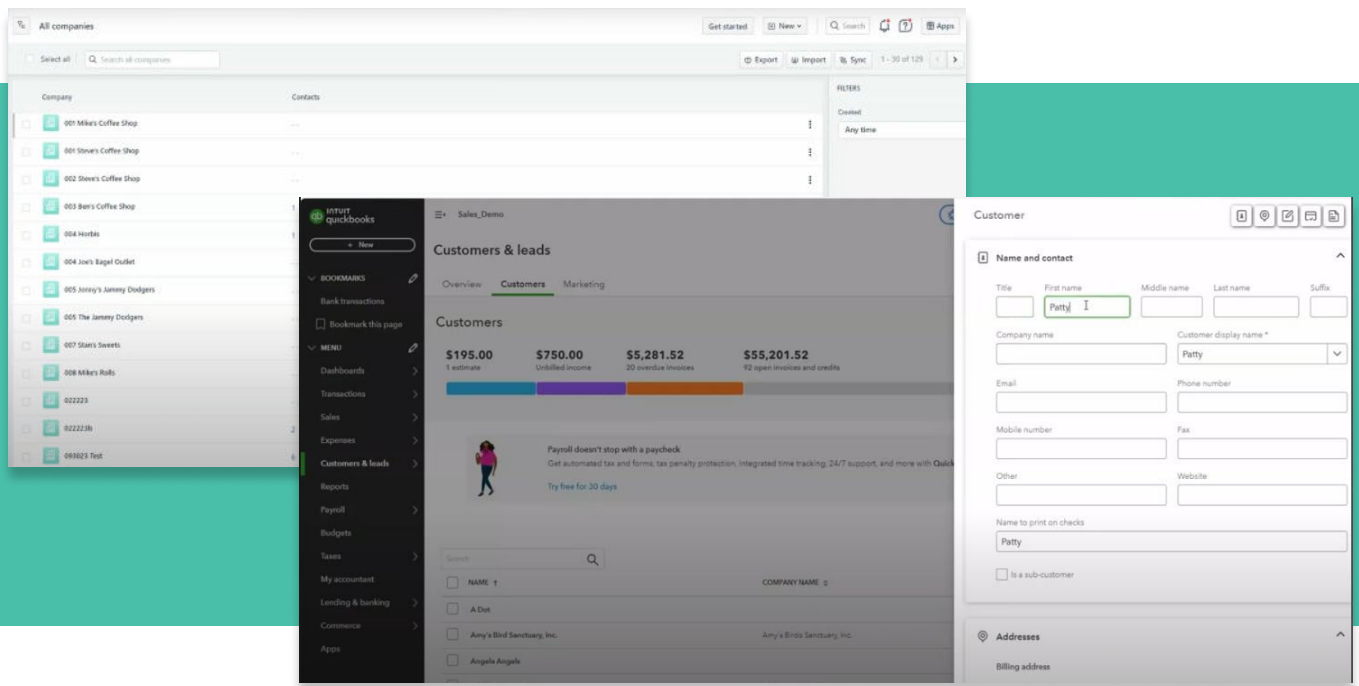 All companies
Get started
New
Search
Apps
Select all
Search all companies
Export
Import
Sync
1 - 30 of 129
Company
Contacts
FILTERS
Created
Any time
001 Mike's Coffee Shop
001 Steve's Coffee Shop
002 Steve's Coffee Shop
003 Ben's Coffee Shop
1
004 Horbis
1
004 Joe's Bagel Outlet
005 Jonny's Jammy Dodgers
005 The Jammy Dodgers
007 Stan's Sweets
008 Mike's Rolls
022223
022223b
2
093023 Test
6
qb INTUIT
quickbooks
+ New
BOOKMARKS
Bank transactions
Bookmark this page
MENU
Dashboards
Transactions
Sales
Expenses
Customers & leads
Reports
Payroll
Budgets
Taxes
My accountant
Lending & banking
Commerce
Apps
Sales_Demo
Customers & leads
Overview Customers Marketing
Customers
$195.00 $750.00 $5,281.52 $55,201.52
1 estimate Unbilled income 20 overdue invoices 92 open invoices and credits
Payroll doesn't stop with a paycheck
Get automated tax and forms, tax penalty protection, integrated time tracking, 24/7 support, and more with Quick
Try free for 30 days
Search
NAME COMPANY NAME
A Dot
Amy's Bird Sanctuary, Inc. Amy's Birds Sanctuary, Inc.
Angela Angels
Customer
Name and contact
Title First name Middle name Last name Suffix
Patty
Company name Customer display name *
Patty
Email Phone number
Mobile number Fax
Other Website
Name to print on checks
Patty
Is a sub-customer
Addresses
Billing address